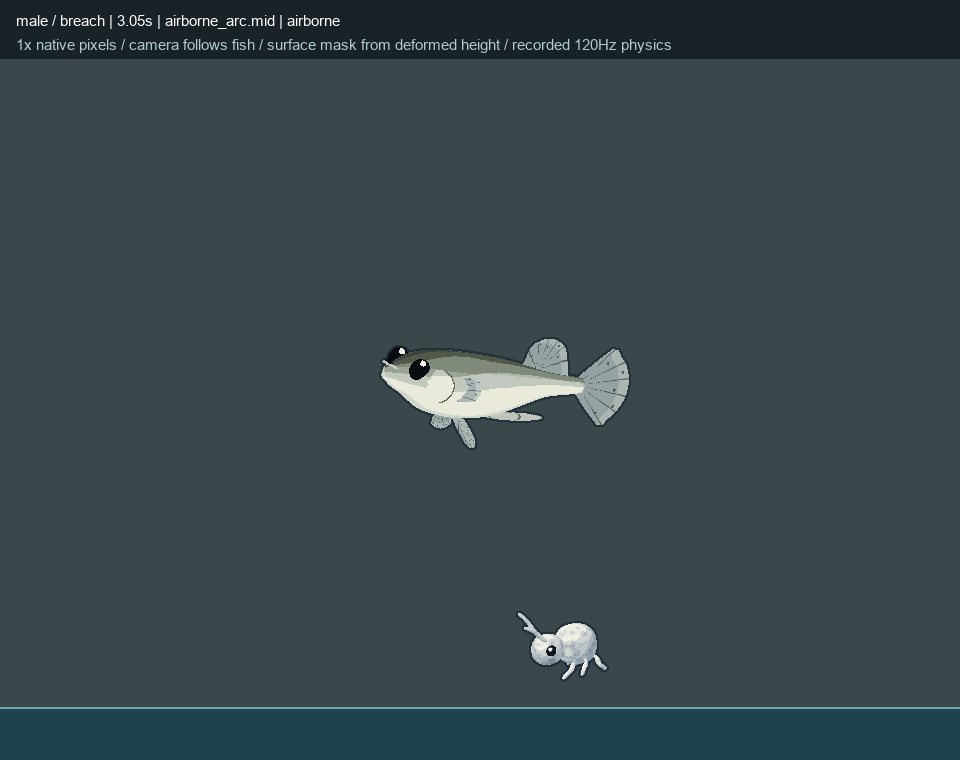 male / breach | 3.05s | airborne_arc.mid | airborne
1x native pixels / camera follows fish / surface mask from deformed height / recorded 120Hz physics